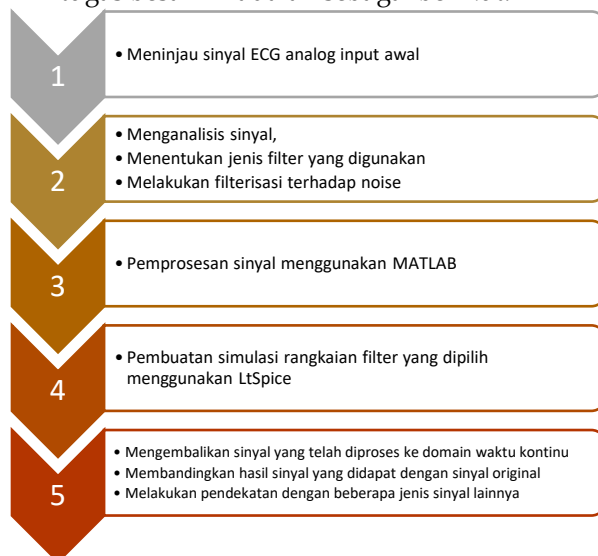 1
• Meninjau sinyal ECG analog input awal
2
• Menganalisis sinyal,
• Menentukan jenis filter yang digunakan
• Melakukan filterisasi terhadap noise
3
• Pemprosesan sinyal menggunakan MATLAB
4
• Pembuatan simulasi rangkaian filter yang dipilih
menggunakan LtSpice
5
• Mengembalikan sinyal yang telah diproses ke domain waktu kontinu
• Membandingkan hasil sinyal yang didapat dengan sinyal original
• Melakukan pendekatan dengan beberapa jenis sinyal lainnya